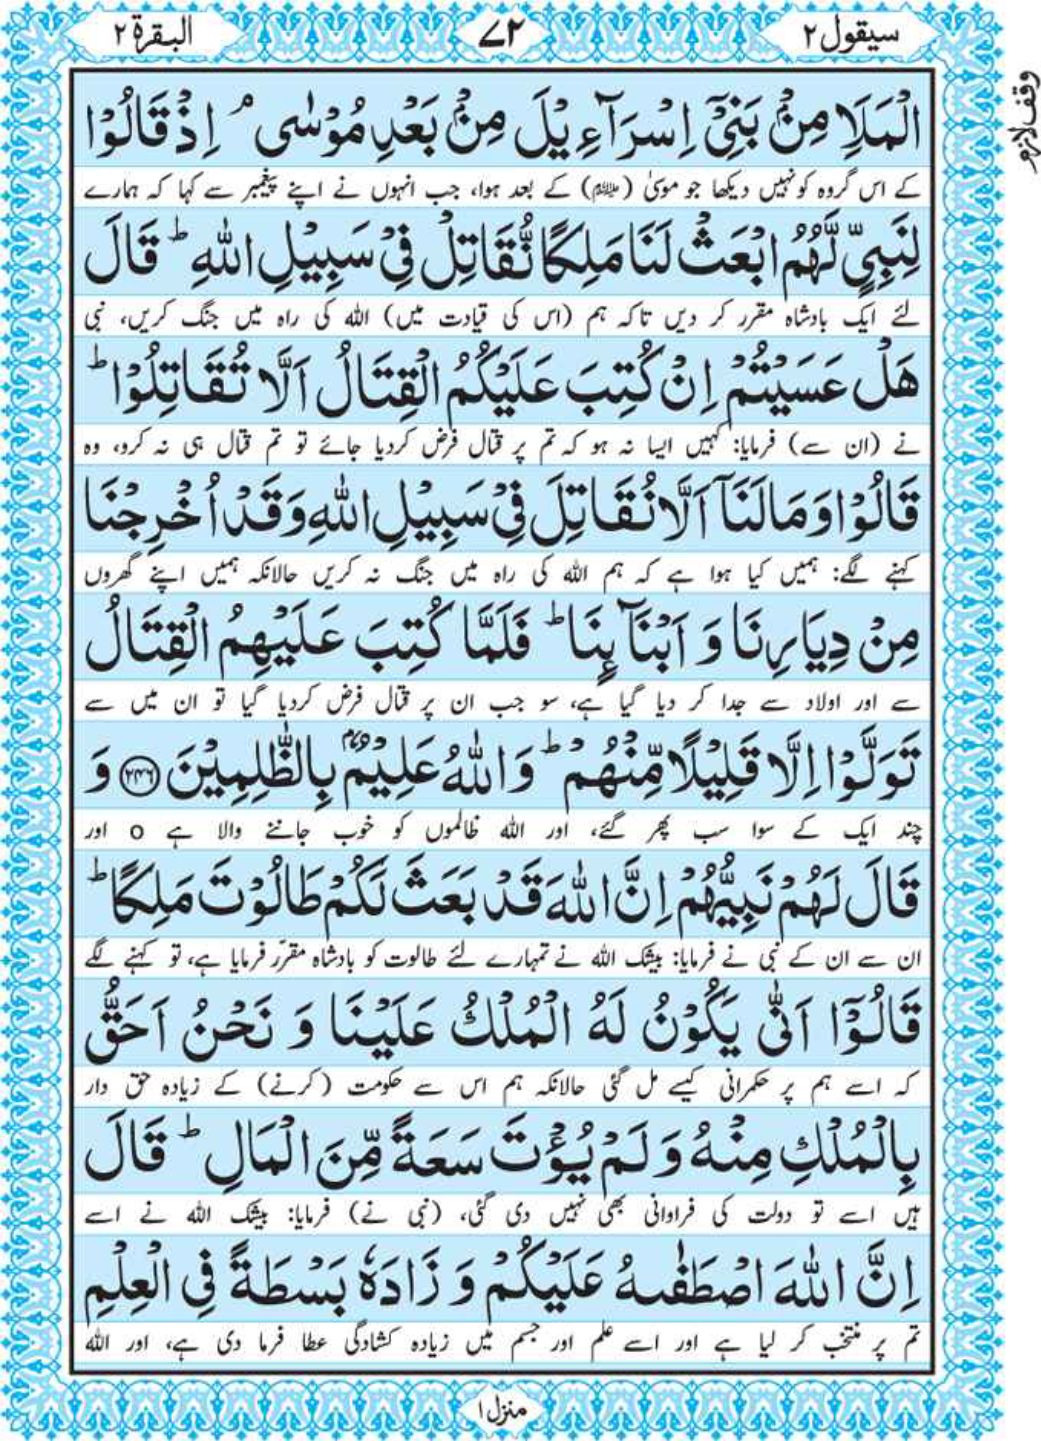 سیقول ۲
۷۲
البقرۃ ۲
وقف لازم
الْمَلَاِ مِنْۢ بَنِیْۤ اِسْرَآءِیْلَ مِنْۢ بَعْدِ مُوْسٰی ۘ اِذْ قَالُوْا
کے اس گروہ کو نہیں دیکھا جو موسیٰ (علیہ السلام) کے بعد ہوا، جب انہوں نے اپنے پیغمبر سے کہا کہ ہمارے
لِنَبِیٍّ لَّهُمُ ابْعَثْ لَنَا مَلِكًا نُّقَاتِلْ فِیْ سَبِیْلِ اللّٰهِ ؕ قَالَ
لئے ایک بادشاہ مقرر کر دیں تاکہ ہم (اس کی قیادت میں) اللہ کی راہ میں جنگ کریں، نبی
هَلْ عَسَیْتُمْ اِنْ كُتِبَ عَلَیْكُمُ الْقِتَالُ اَلَّا تُقَاتِلُوْا ؕ
نے (ان سے) فرمایا: کہیں ایسا نہ ہو کہ تم پر قتال فرض کردیا جائے تو تم قتال ہی نہ کرو، وہ
قَالُوْا وَمَا لَنَاۤ اَلَّا نُقَاتِلَ فِیْ سَبِیْلِ اللّٰهِ وَقَدْ اُخْرِجْنَا
کہنے لگے: ہمیں کیا ہوا ہے کہ ہم اللہ کی راہ میں جنگ نہ کریں حالانکہ ہمیں اپنے گھروں
مِنْ دِیَارِنَا وَ اَبْنَآىِٕنَا ؕ فَلَمَّا كُتِبَ عَلَیْهِمُ الْقِتَالُ
سے اور اولاد سے جدا کر دیا گیا ہے، سو جب ان پر قتال فرض کردیا گیا تو ان میں سے
تَوَلَّوْا اِلَّا قَلِیْلًا مِّنْهُمْ ؕ وَاللّٰهُ عَلِیْمٌۢ بِالظّٰلِمِیْنَ ﴿۲۴۶﴾ وَ
چند ایک کے سوا سب پھر گئے، اور اللہ ظالموں کو خوب جاننے والا ہے o اور
قَالَ لَهُمْ نَبِیُّهُمْ اِنَّ اللّٰهَ قَدْ بَعَثَ لَكُمْ طَالُوْتَ مَلِكًا ؕ
ان سے ان کے نبی نے فرمایا: بیشک اللہ نے تمہارے لئے طالوت کو بادشاہ مقرّر فرمایا ہے، تو کہنے لگے
قَالُوْۤا اَنّٰی یَكُوْنُ لَهُ الْمُلْكُ عَلَیْنَا وَ نَحْنُ اَحَقُّ
کہ اسے ہم پر حکمرانی کیسے مل گئی حالانکہ ہم اس سے حکومت (کرنے) کے زیادہ حق دار
بِالْمُلْكِ مِنْهُ وَلَمْ یُؤْتَ سَعَةً مِّنَ الْمَالِ ؕ قَالَ
ہیں اسے تو دولت کی فراوانی بھی نہیں دی گئی، (نبی نے) فرمایا: بیشک اللہ نے اسے
اِنَّ اللّٰهَ اصْطَفٰىهُ عَلَیْكُمْ وَ زَادَهٗ بَسْطَةً فِی الْعِلْمِ
تم پر منتخب کر لیا ہے اور اسے علم اور جسم میں زیادہ کشادگی عطا فرما دی ہے، اور اللہ
منزل ۱